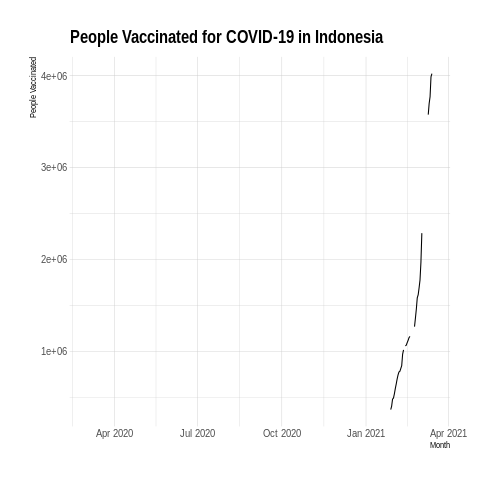 People Vaccinated for COVID-19 in Indonesia
People Vaccinated
4e+06
3e+06
2e+06
1e+06
Apr 2020 Jul 2020 Oct 2020 Jan 2021 Apr 2021
Month